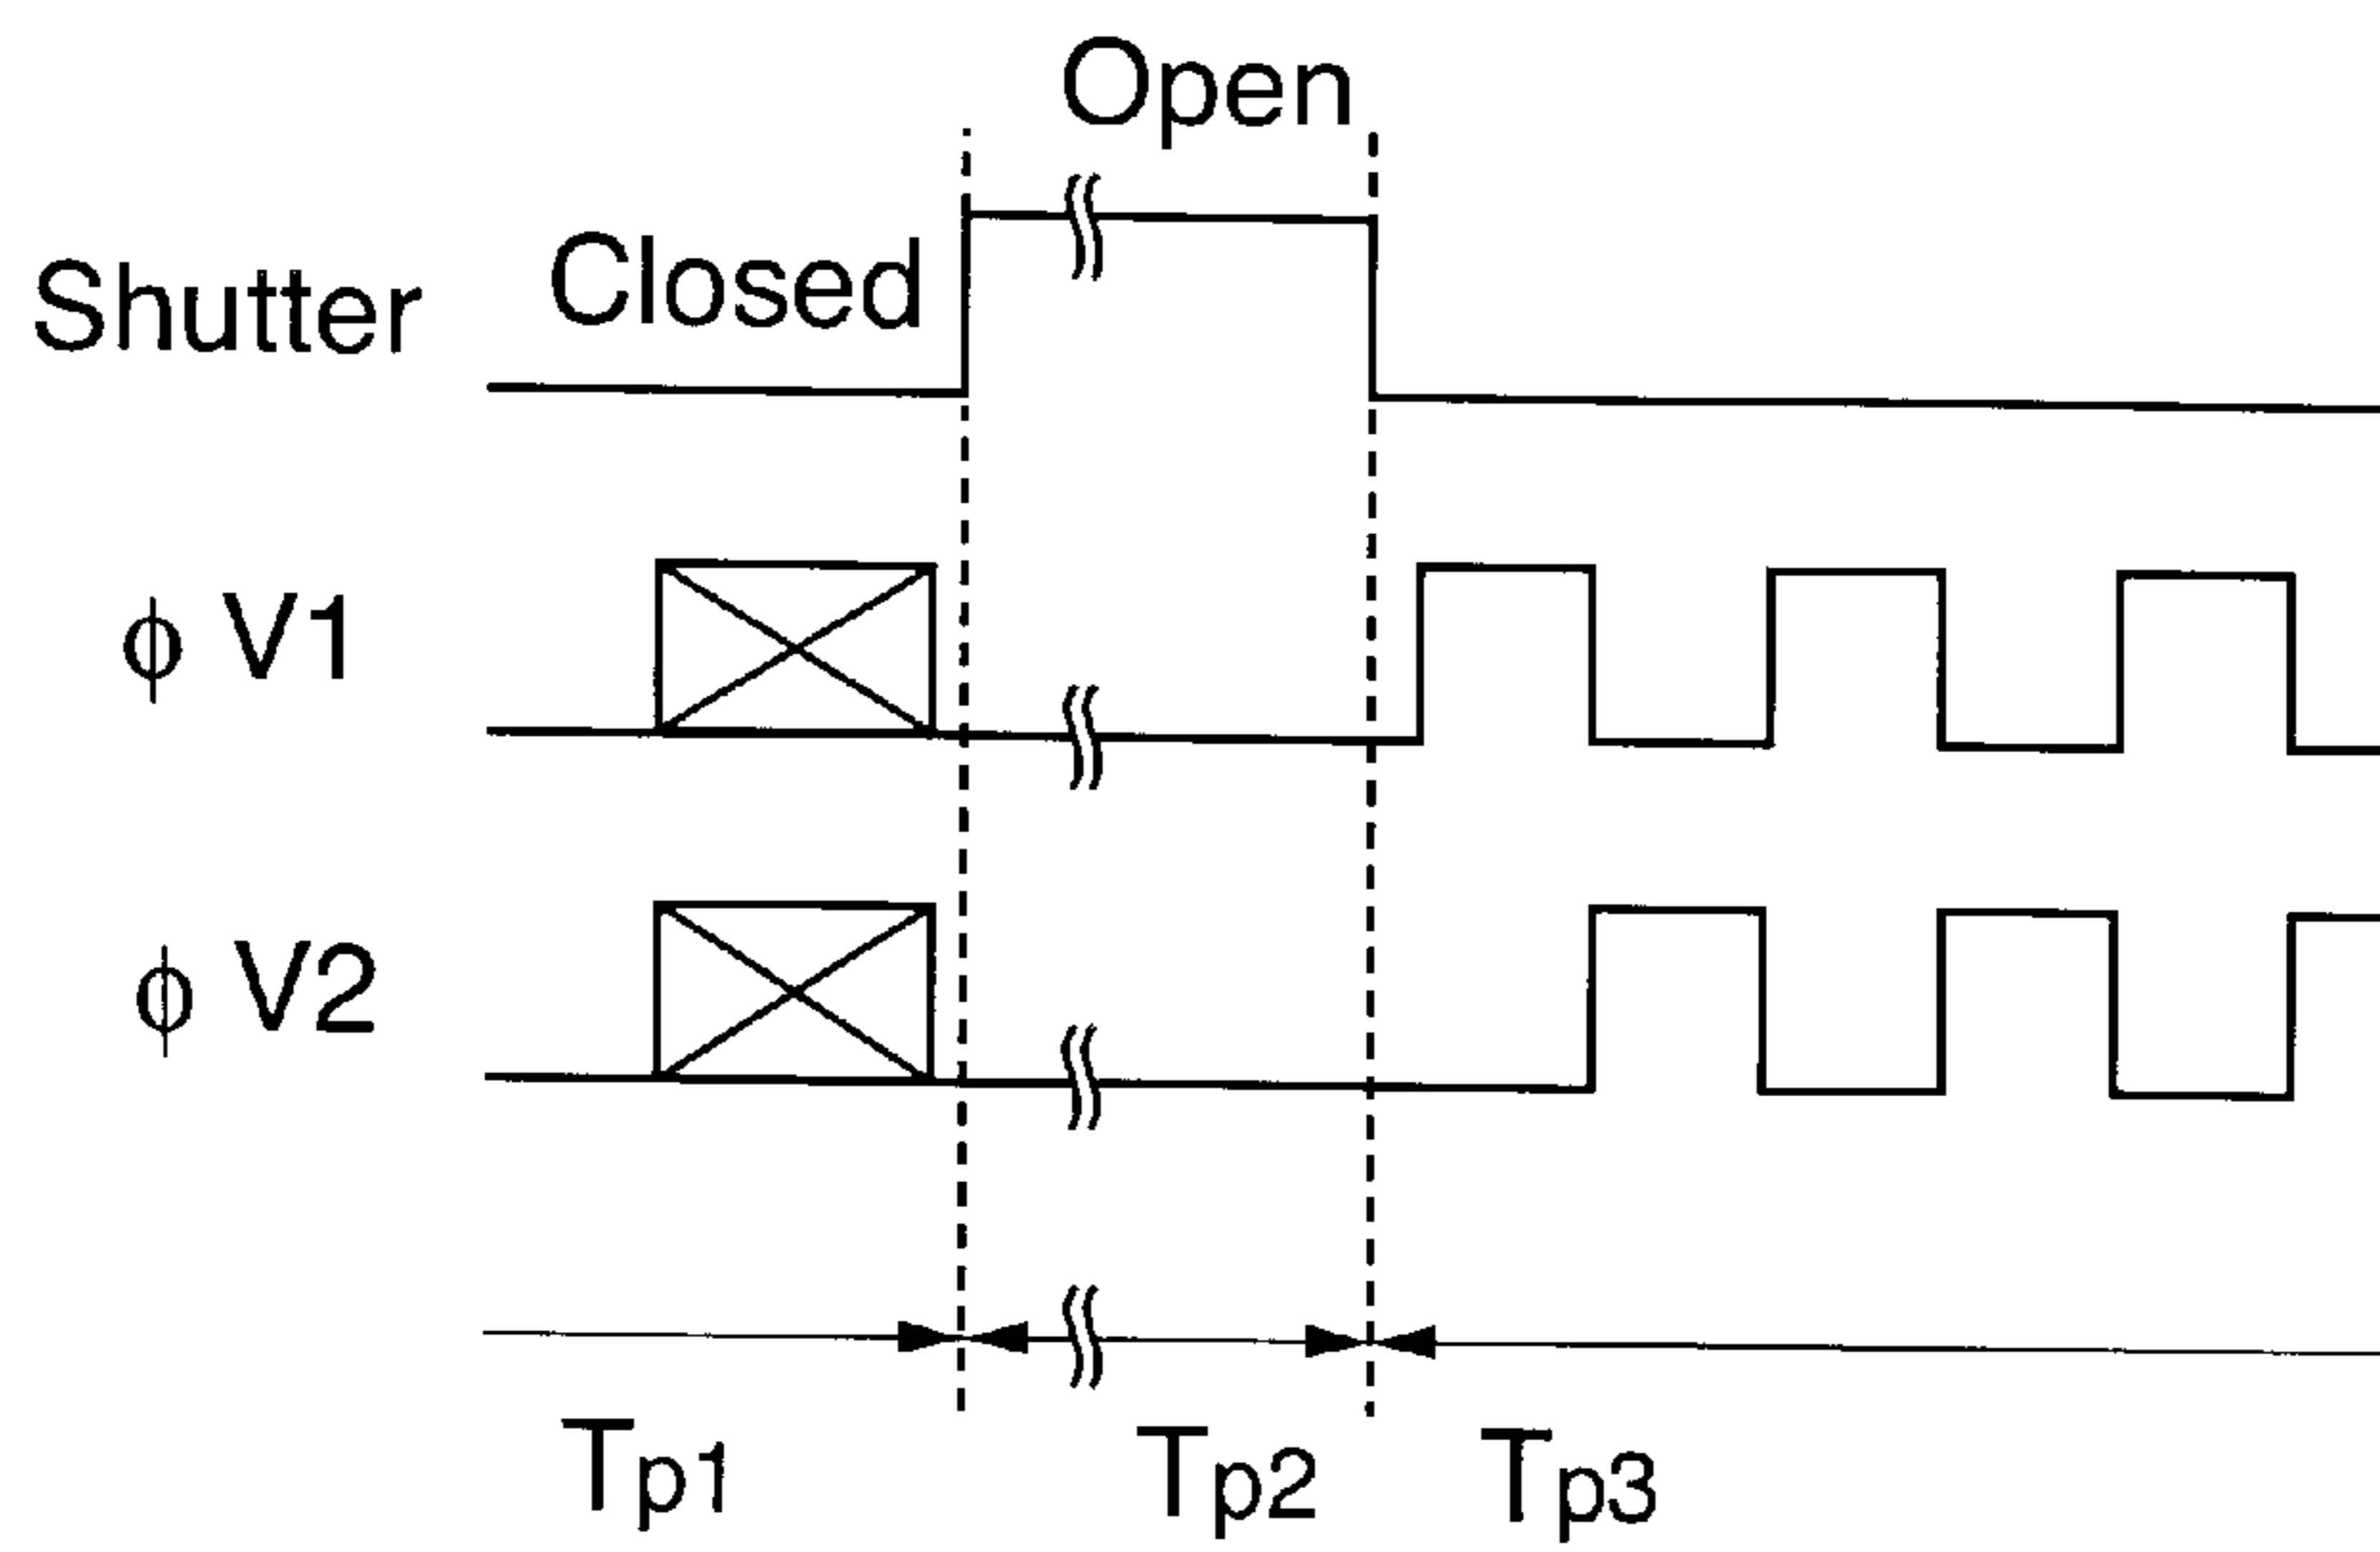 Open
Shutter Closed
ϕ V1
ϕ V2
Tp1 Tp2 Tp3